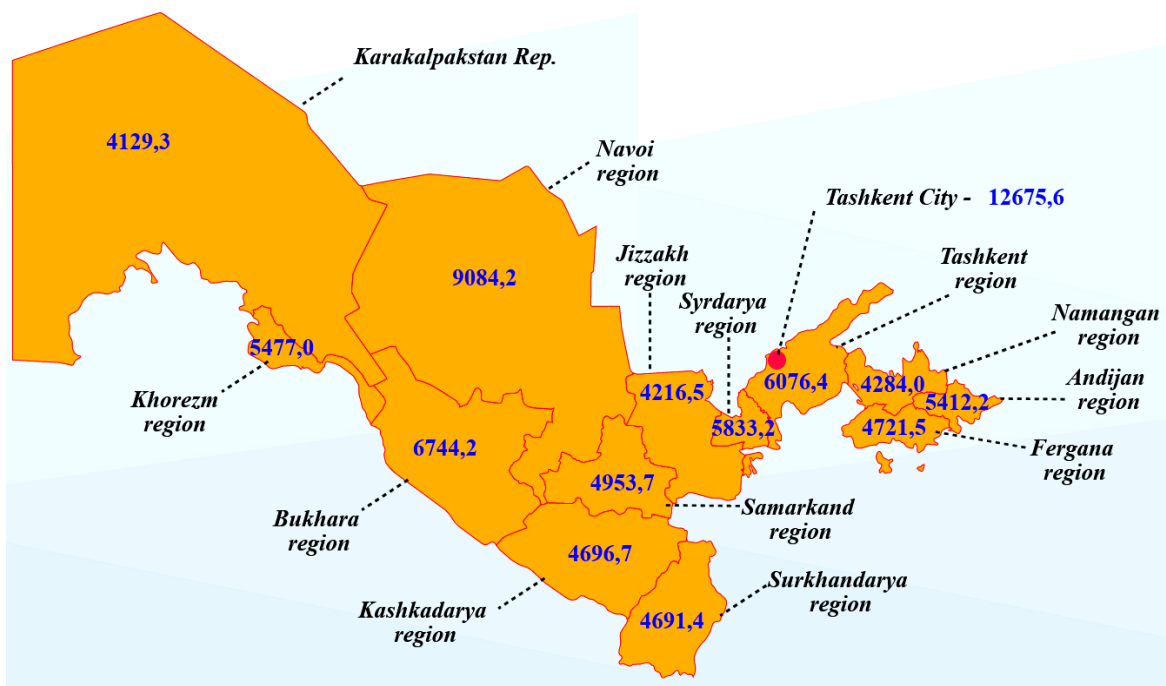 Karakalpakstan Rep.
4129,3
Navoi
region
Tashkent City - 12675,6
Jizzakh
region
Tashkent
region
9084,2
Syrdarya
region
Namangan
region
5477,0
6076,4
4284,0
Andijan
region
4216,5
5412,2
Khorezm
region
5833,2
4721,5
6744,2
Fergana
region
4953,7
Bukhara
region
Samarkand
region
4696,7
Kashkadarya
region
Surkhandarya
region
4691,4